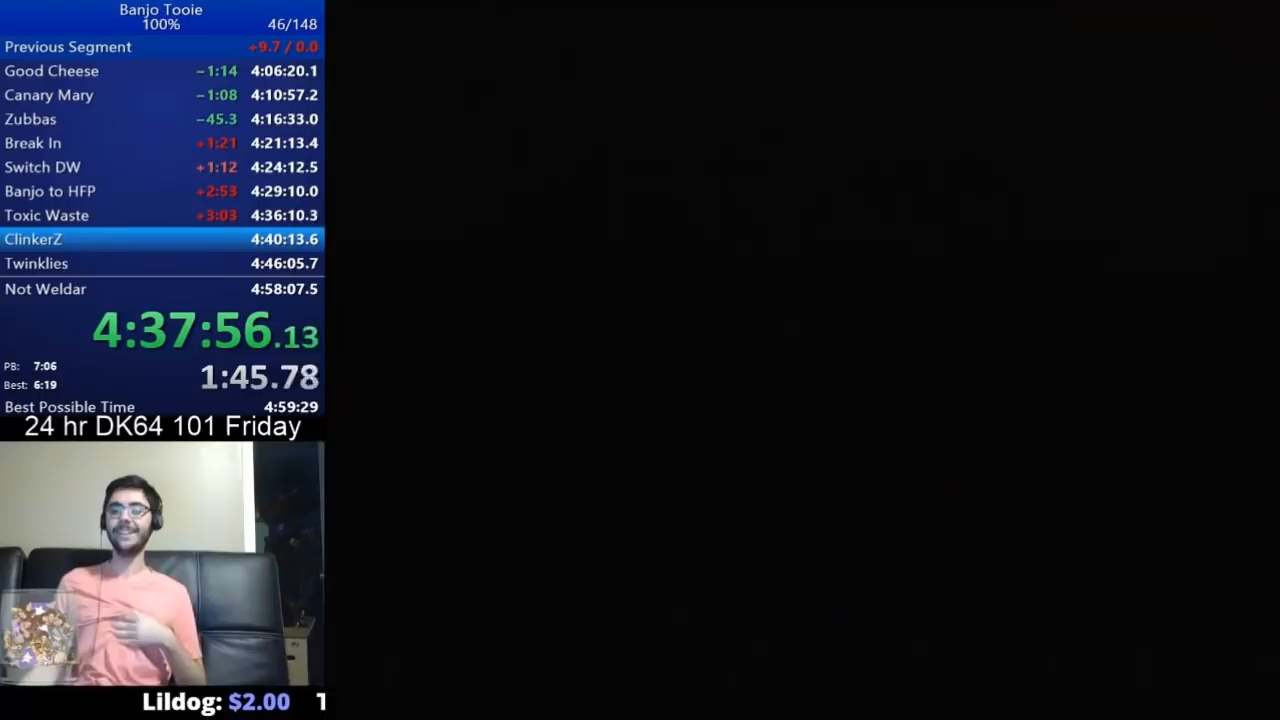 Banjo Tooie
100% 46/148
Previous Segment +9.7 / 0.0
Good Cheese −1:14 4:06:20.1
Canary Mary −1:08 4:10:57.2
Zubbas −45.3 4:16:33.0
Break In +1:21 4:21:13.4
Switch DW +1:12 4:24:12.5
Banjo to HFP +2:53 4:29:10.0
Toxic Waste +3:03 4:36:10.3
ClinkerZ 4:40:13.6
Twinklies 4:46:05.7
Not Weldar 4:58:07.5
4:37:56.13
PB: 7:06
Best: 6:19
1:45.78
Best Possible Time 4:59:29
24 hr DK64 101 Friday
Lildog: $2.00